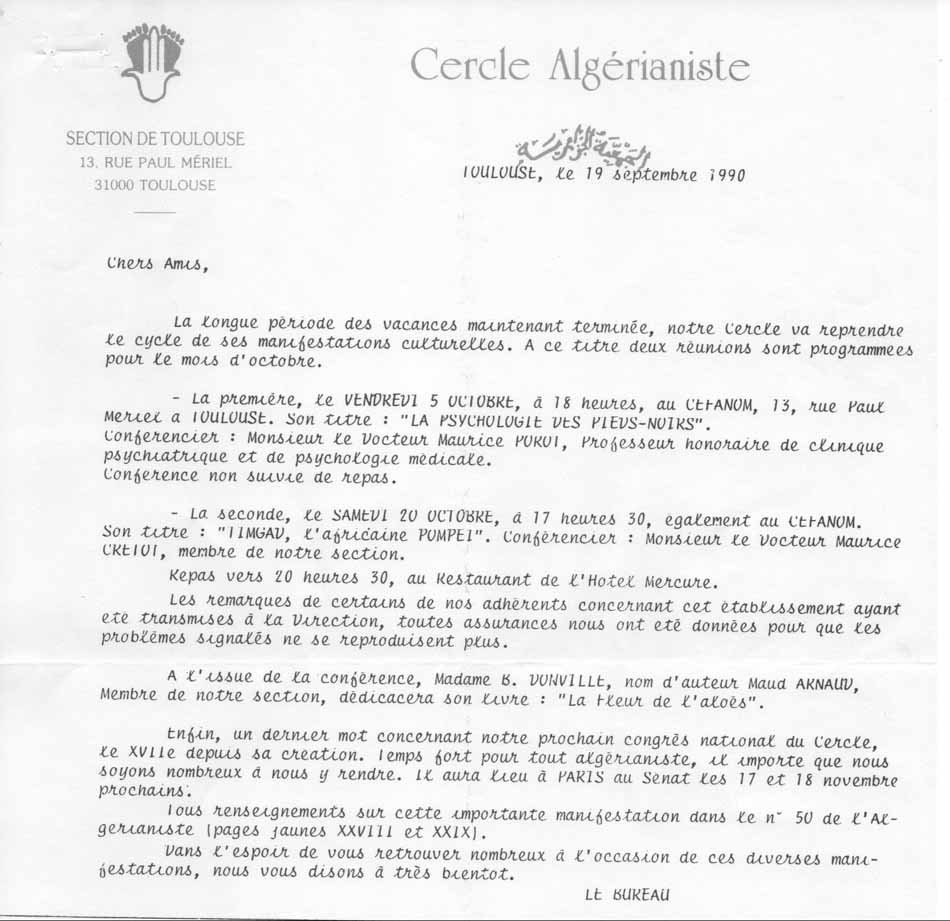 Cercle Algérianiste
الجمعية الجزايرية
SECTION DE TOULOUSE
13, RUE PAUL MÉRIEL
31000 TOULOUSE
TOULOUSE, le 19 septembre 1990
Chers Amis,
La longue période des vacances maintenant terminée, notre Cercle va reprendre
le cycle de ses manifestations culturelles. A ce titre deux réunions sont programmées
pour le mois d'octobre.
- La première, le VENDREDI 5 OCTOBRE, à 18 heures, au CEFANOM, 13, rue Paul
Mériel à TOULOUSE. Son titre : "LA PSYCHOLOGIE DES PIEDS-NOIRS".
Conférencier : Monsieur le Docteur Maurice POROT, Professeur honoraire de clinique
psychiatrique et de psychologie médicale.
Conférence non suivie de repas.
- La seconde, le SAMEDI 20 OCTOBRE, à 17 heures 30, également au CEFANOM.
Son titre : "TIMGAD, l'africaine POMPEI". Conférencier : Monsieur le Docteur Maurice
CRETOT, membre de notre section.
Repas vers 20 heures 30, au Restaurant de l'Hotel Mercure.
Les remarques de certains de nos adhérents concernant cet établissement ayant
été transmises à la Direction, toutes assurances nous ont été données pour que les
problèmes signalés ne se reproduisent plus.
A l'issue de la conférence, Madame B. DONVILLE, nom d'auteur Maud ARNAUD,
Membre de notre section, dédicacera son livre : "La Fleur de l'aloès".
Enfin, un dernier mot concernant notre prochain congrès national du Cercle,
le XVIIe depuis sa création. Temps fort pour tout algérianiste, il importe que nous
soyons nombreux à nous y rendre. Il aura lieu à PARIS au Sénat les 17 et 18 novembre
prochains.
Tous renseignements sur cette importante manifestation dans le n° 50 de l'Al-
gérianiste (pages jaunes XXVIII et XXIX).
Dans l'espoir de vous retrouver nombreux à l'occasion de ces diverses mani-
festations, nous vous disons à très bientot.
LE BUREAU